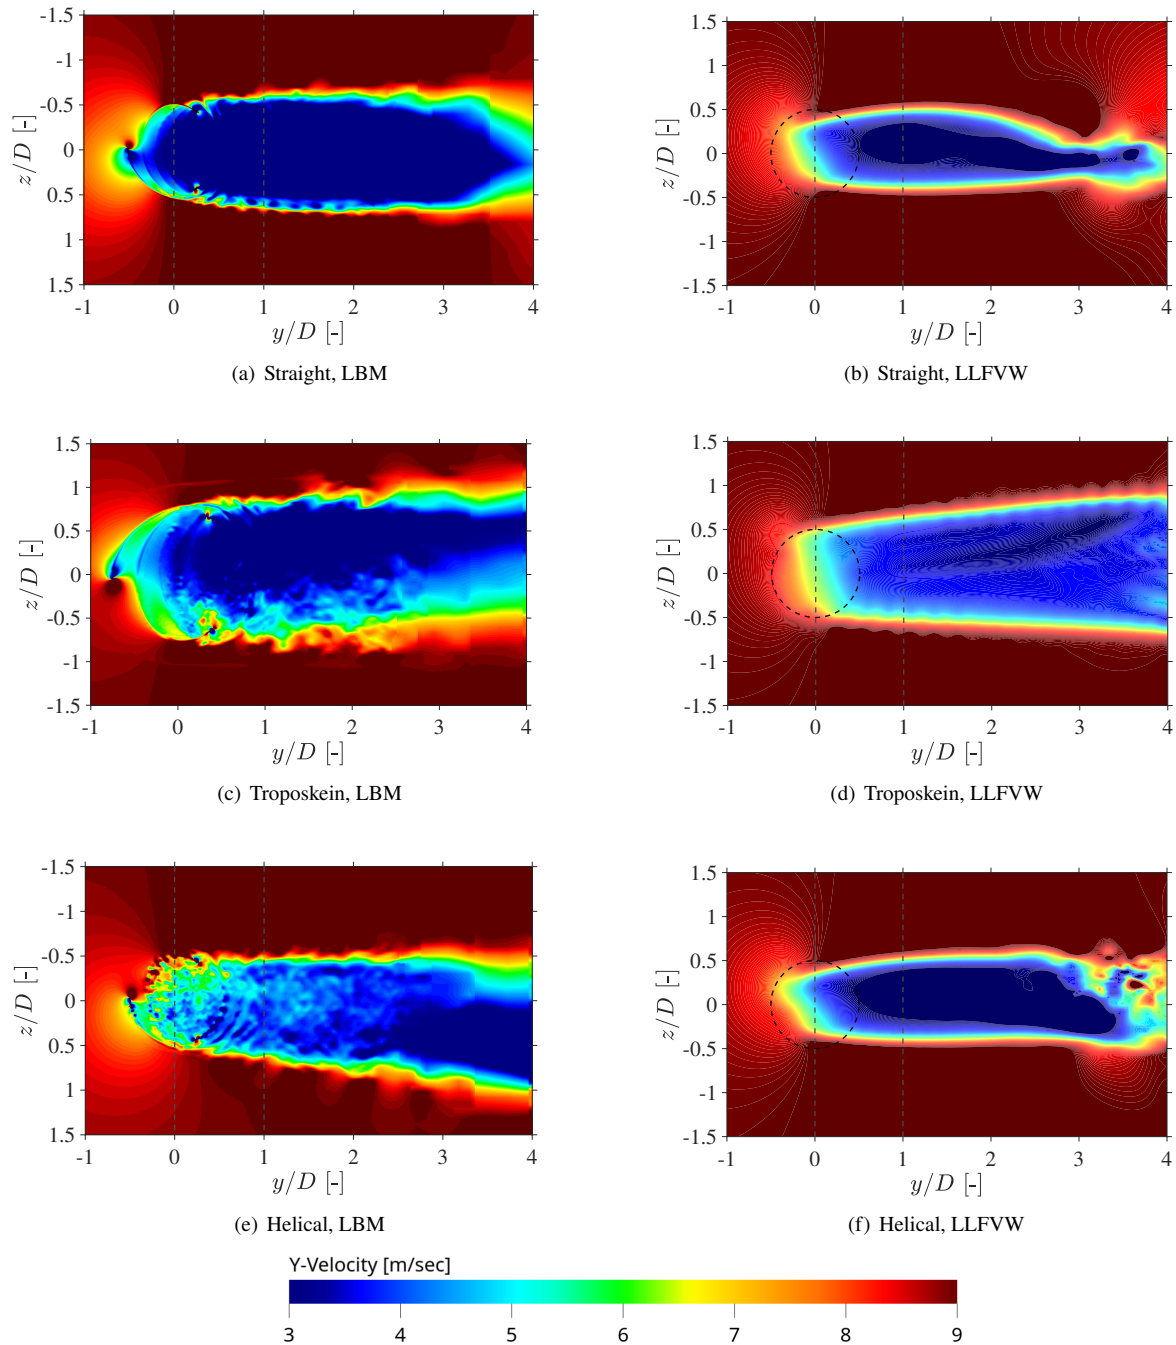 -1.5
-1
-0.5
0
0.5
1
1.5
z/D [-]
-1 0 1 2 3 4
y/D [-]
(a) Straight, LBM
1.5
1
0.5
0
-0.5
-1
-1.5
z/D [-]
-1 0 1 2 3 4
y/D [-]
(b) Straight, LLFVW
1.5
1
0.5
0
-0.5
-1
-1.5
z/D [-]
-1 0 1 2 3 4
y/D [-]
(c) Troposkein, LBM
1.5
1
0.5
0
-0.5
-1
-1.5
z/D [-]
-1 0 1 2 3 4
y/D [-]
(d) Troposkein, LLFVW
-1.5
-1
-0.5
0
0.5
1
1.5
z/D [-]
-1 0 1 2 3 4
y/D [-]
(e) Helical, LBM
1.5
1
0.5
0
-0.5
-1
-1.5
z/D [-]
-1 0 1 2 3 4
y/D [-]
(f) Helical, LLFVW
Y-Velocity [m/sec]
3 4 5 6 7 8 9